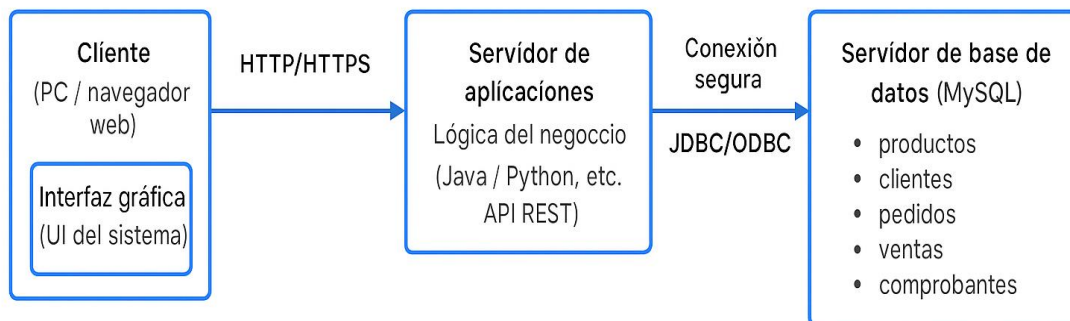 Clíente
(PC / navegador
web)
Interfaz gráfica
(UI del sistema)
HTTP/HTTPS
Servídor de
aplícacíones
Lógica del negoccio
(Java / Python, etc.
API REST)
Conexiǒn
segura
JDBC/ODBC
Servídor de base de
datos (MySQL)
• productos
• clientes
• pedidos
• ventas
• comprobantes